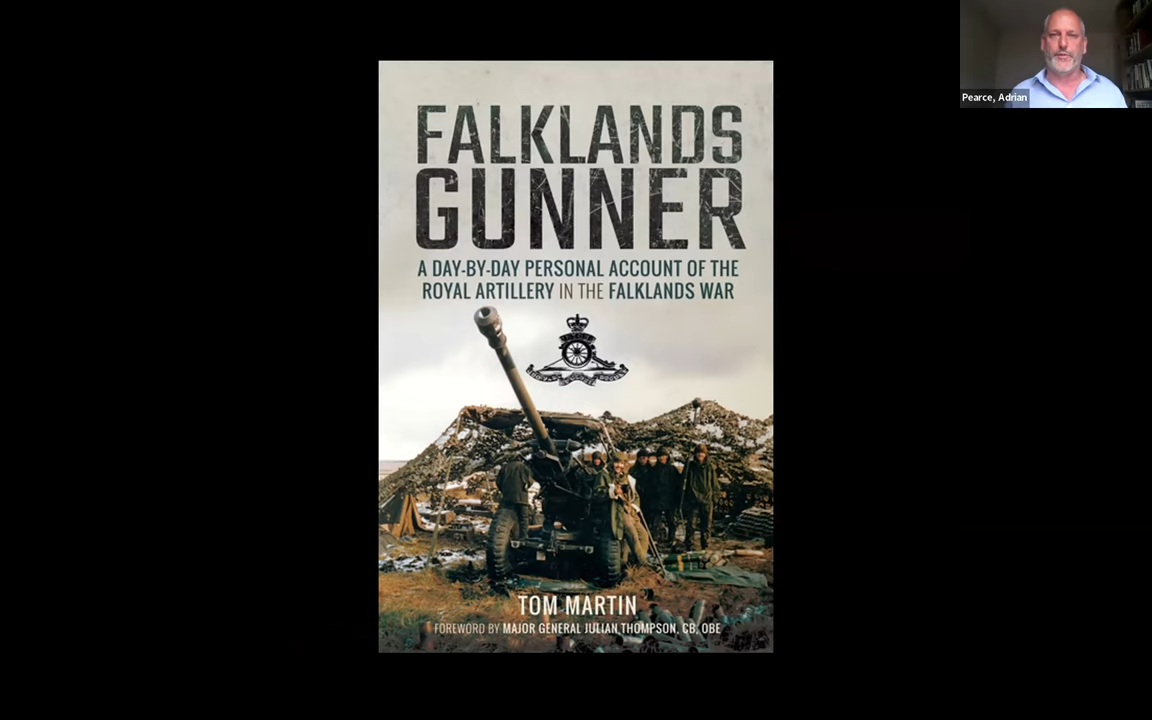 FALKLANDS
GUNNER
A DAY-BY-DAY PERSONAL ACCOUNT OF THE
ROYAL ARTILLERY IN THE FALKLANDS WAR
TOM MARTIN
FOREWORD BY MAJOR GENERAL JULIAN THOMPSON, CB, OBE
Pearce, Adrian